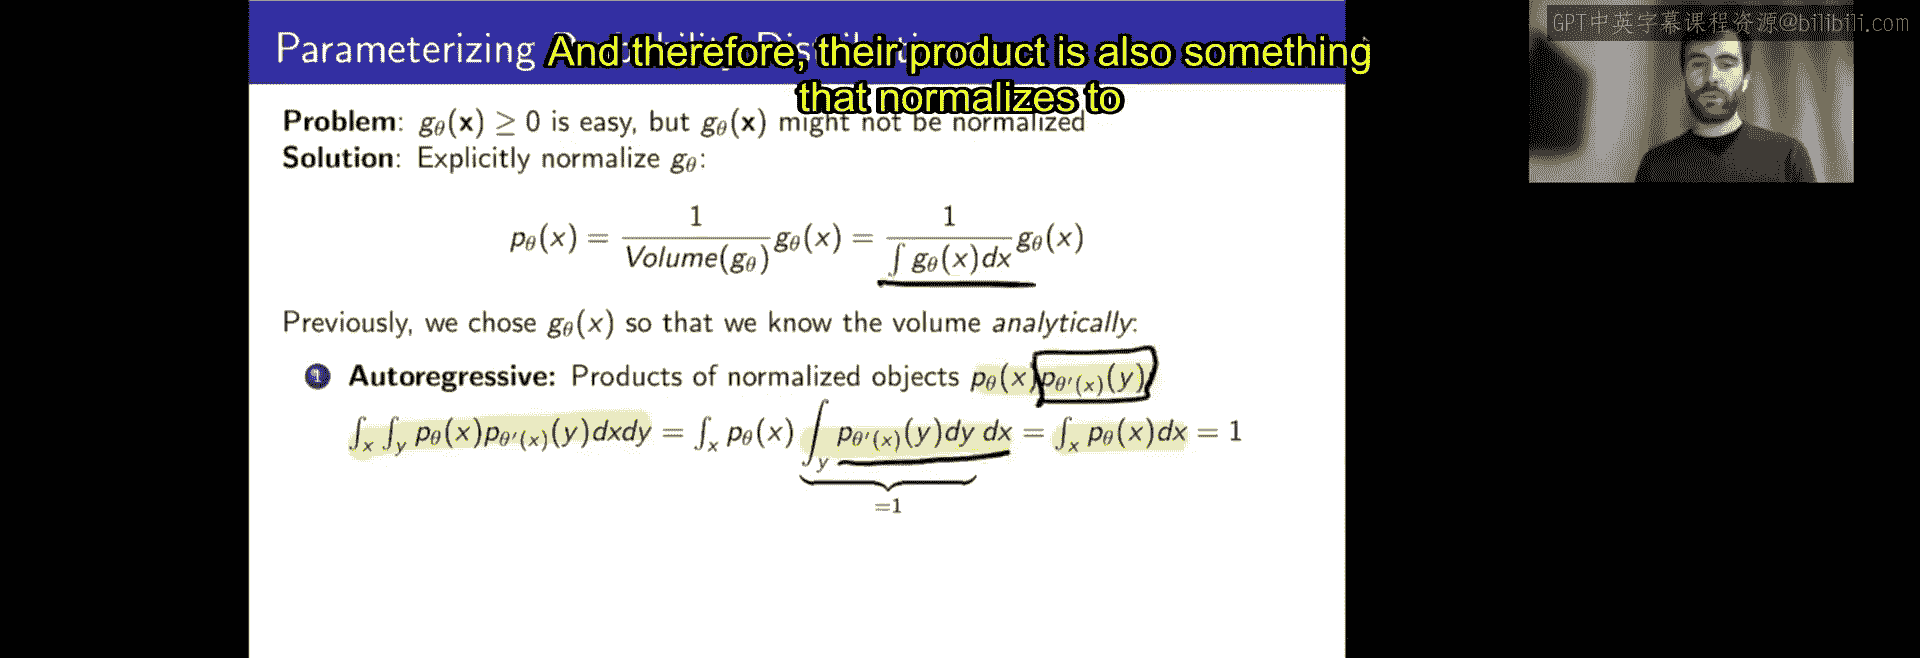 GPT中英字幕课程资源@bilibili.com
Parameterizing
And therefore, their product is also something
that normalizes to
Problem: gθ(x) ≥ 0 is easy, but gθ(x) might not be normalized
Solution: Explicitly normalize gθ:
pθ(x) = 1 / Volume(gθ) gθ(x) = 1 / ∫ gθ(x)dx gθ(x)
Previously, we chose gθ(x) so that we know the volume analytically:
1 Autoregressive: Products of normalized objects pθ(x)pθ′(x)(y)
∫x ∫y pθ(x)pθ′(x)(y)dxdy = ∫x pθ(x) ∫y pθ′(x)(y)dy dx = ∫x pθ(x)dx = 1
=1